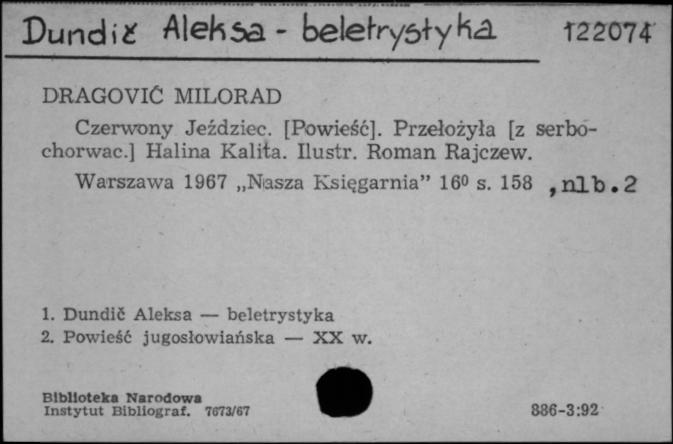 Dundić Aleksa - beletrystyka 122074
DRAGOVIĆ MILORAD
Czerwony Jeździec. [Powieść]. Przełożyła [z serbo-
chorwac.] Halina Kalita. Ilustr. Roman Rajczew.
Warszawa 1967 „Nasza Księgarnia” 16⁰ s. 158 ,nlb.2
1. Dundič Aleksa — beletrystyka
2. Powieść jugosłowiańska — XX w.
Biblioteka Narodowa
Instytut Bibliograf. 7673/67 886-3:92